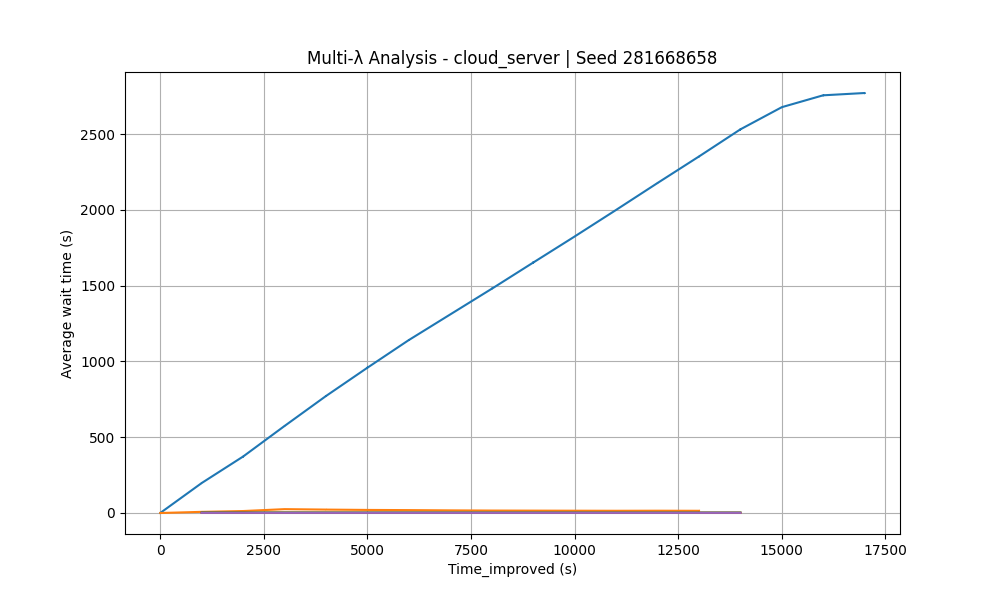 Multi-λ Analysis - cloud_server | Seed 281668658
Average wait time (s)
2500
2000
1500
1000
500
0
0 2500 5000 7500 10000 12500 15000 17500
Time_improved (s)